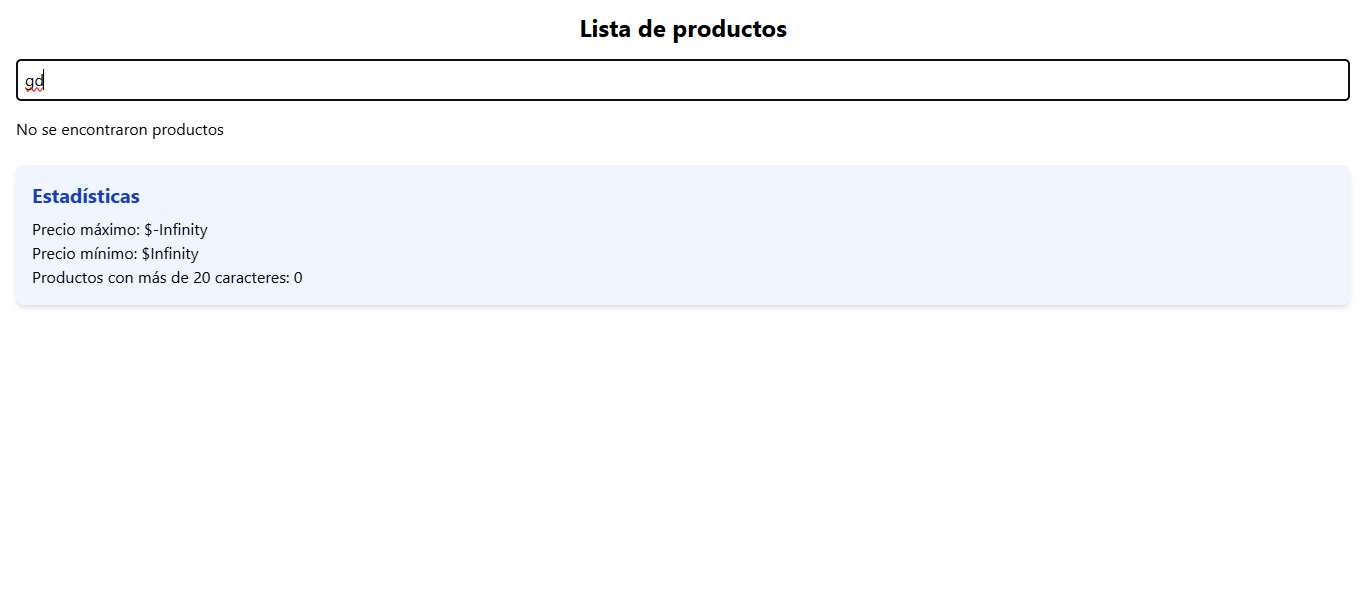 Lista de productos
gd
No se encontraron productos
Estadísticas
Precio máximo: $-Infinity
Precio mínimo: $Infinity
Productos con más de 20 caracteres: 0